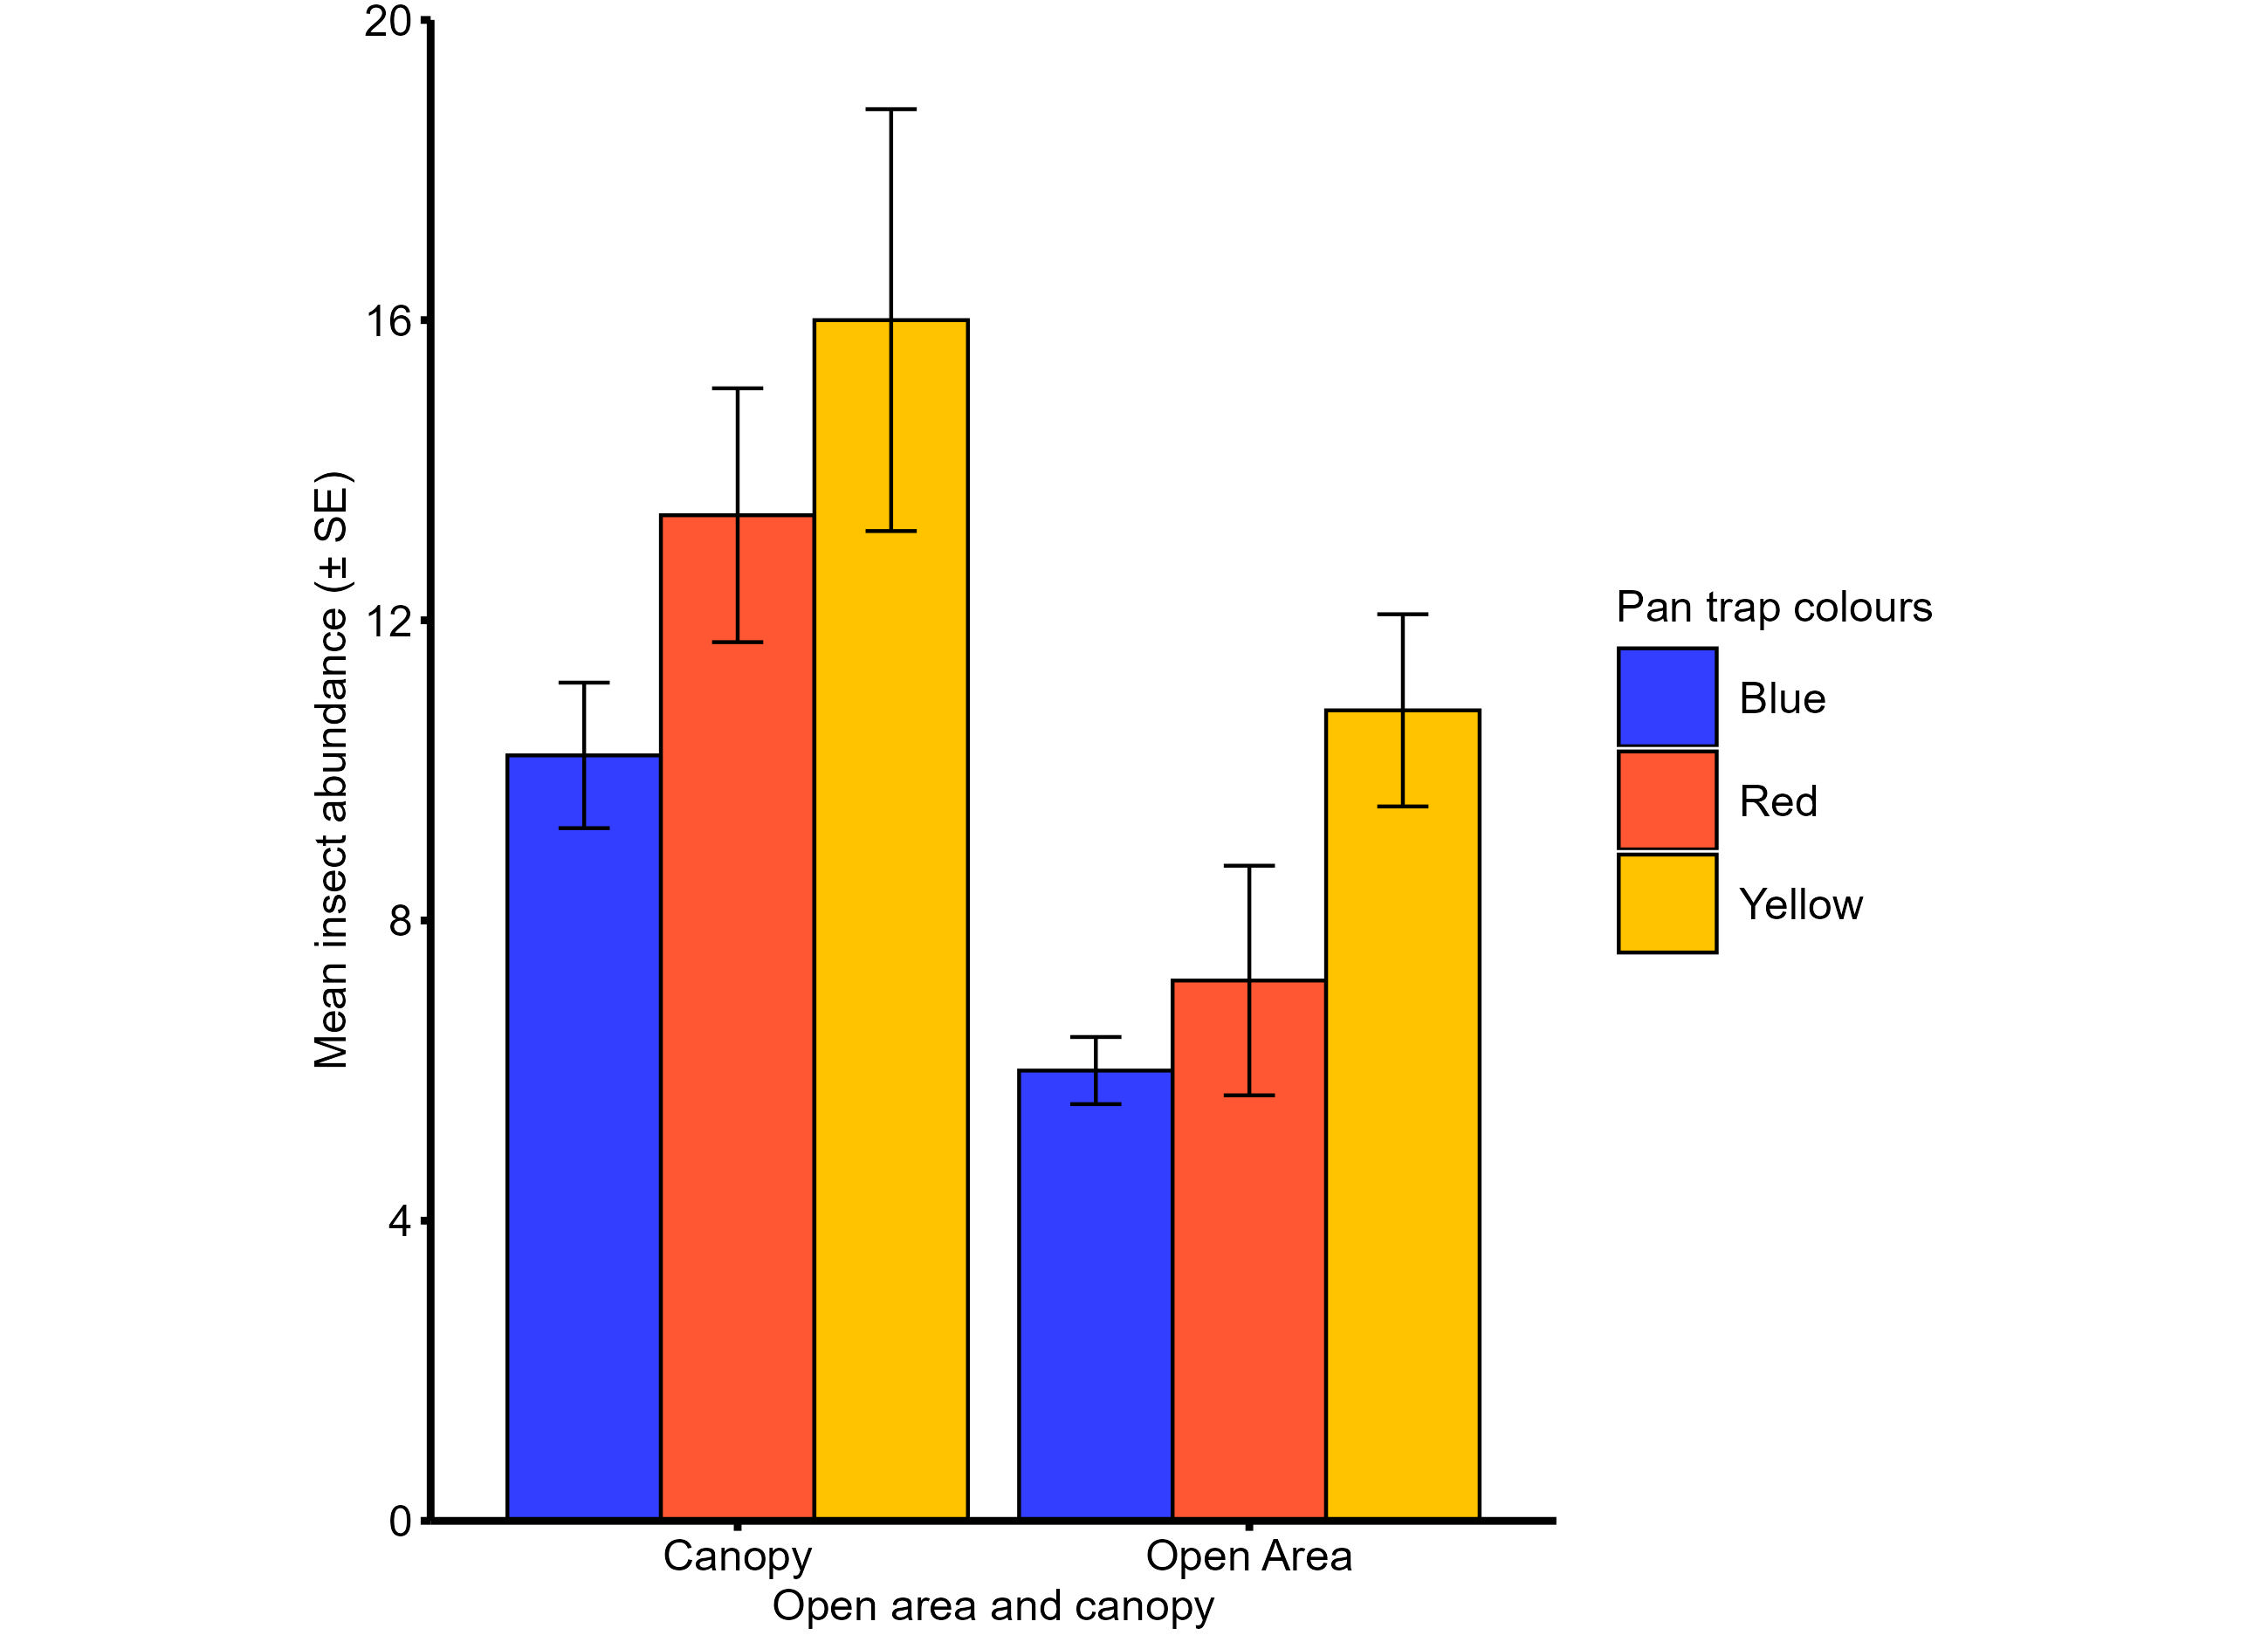 Mean insect abundance (± SE)
20
16
12
8
4
0
Canopy
Open Area
Open area and canopy
Pan trap colours
Blue
Red
Yellow